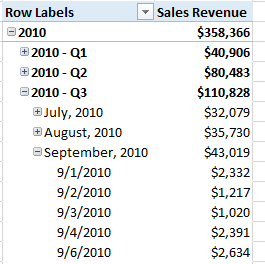 Row Labels Sales Revenue
2010 $358,366
2010 - Q1 $40,906
2010 - Q2 $80,483
2010 - Q3 $110,828
July, 2010 $32,079
August, 2010 $35,730
September, 2010 $43,019
9/1/2010 $2,332
9/2/2010 $1,217
9/3/2010 $1,020
9/4/2010 $2,391
9/6/2010 $2,634